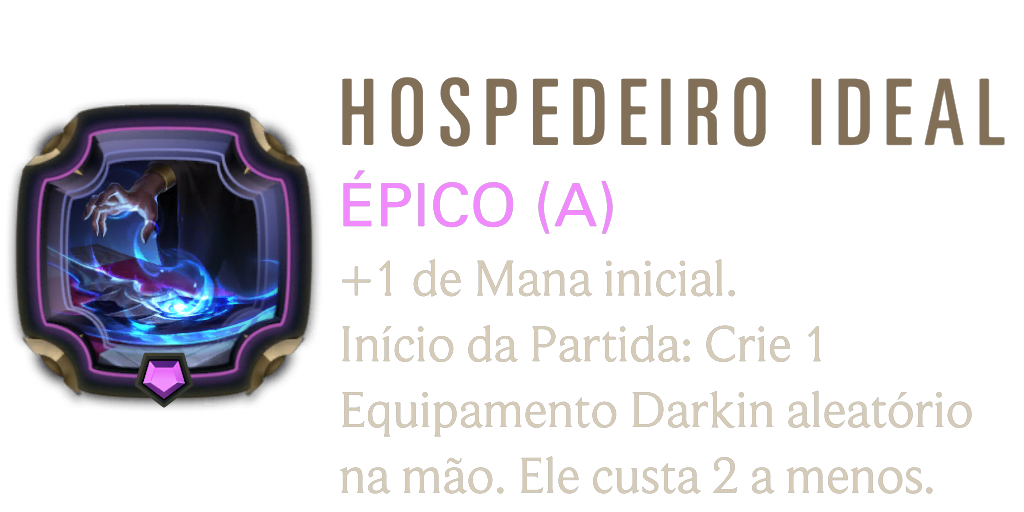 HOSPEDEIRO IDEAL
ÉPICO (A)
+1 de Mana inicial.
Início da Partida: Crie 1
Equipamento Darkin aleatório
na mão. Ele custa 2 a menos.